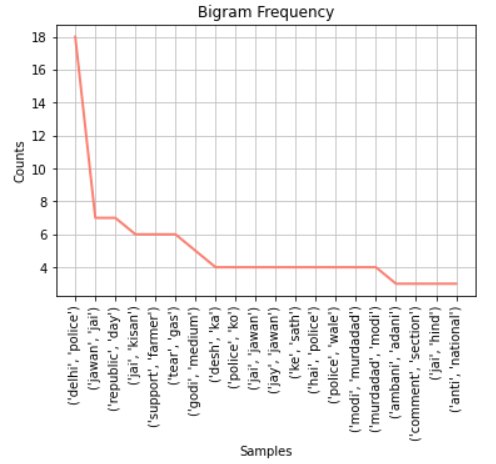 Bigram Frequency
18
16
14
12
10
8
6
4
Counts
('delhi', 'police')
('jawan', 'jai')
('republic', 'day')
('jai', 'kisan')
('support', 'farmer')
('tear', 'gas')
('godi', 'medium')
('desh', 'ka')
('police', 'ko')
('jai', 'jawan')
('jay', 'jawan')
('ke', 'sath')
('hai', 'police')
('police', 'wale')
('modi', 'murdadad')
('murdadad', 'modi')
('ambani', 'adani')
('comment', 'section')
('jai', 'hind')
('anti', 'national')
Samples